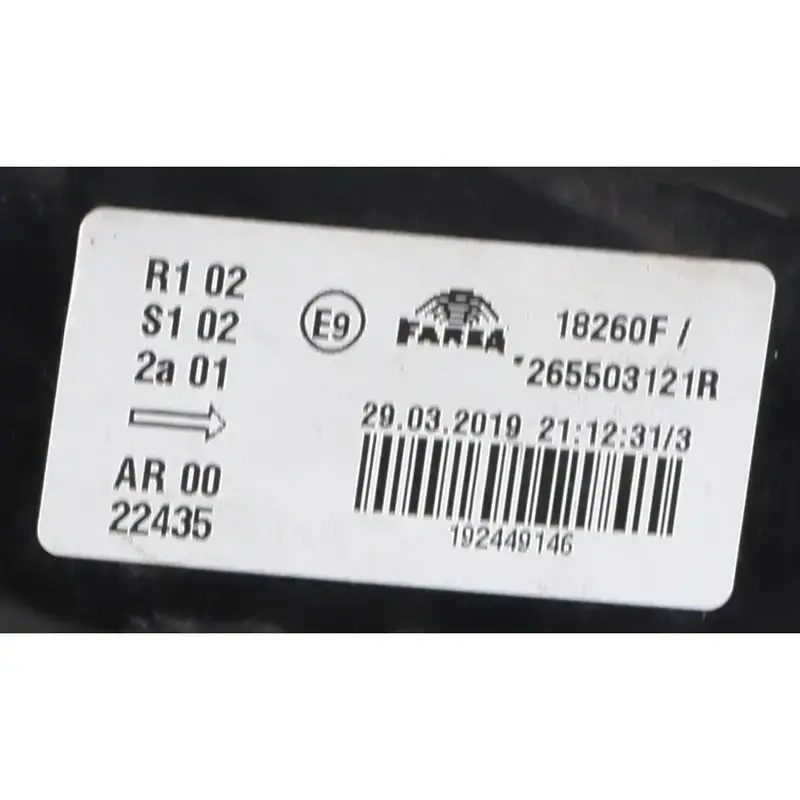 R1 02
S1 02
2a 01
AR 00
22435
E9
FARBA
18260F /
265503121R
29.03.2019 21:12:31/3
192449146